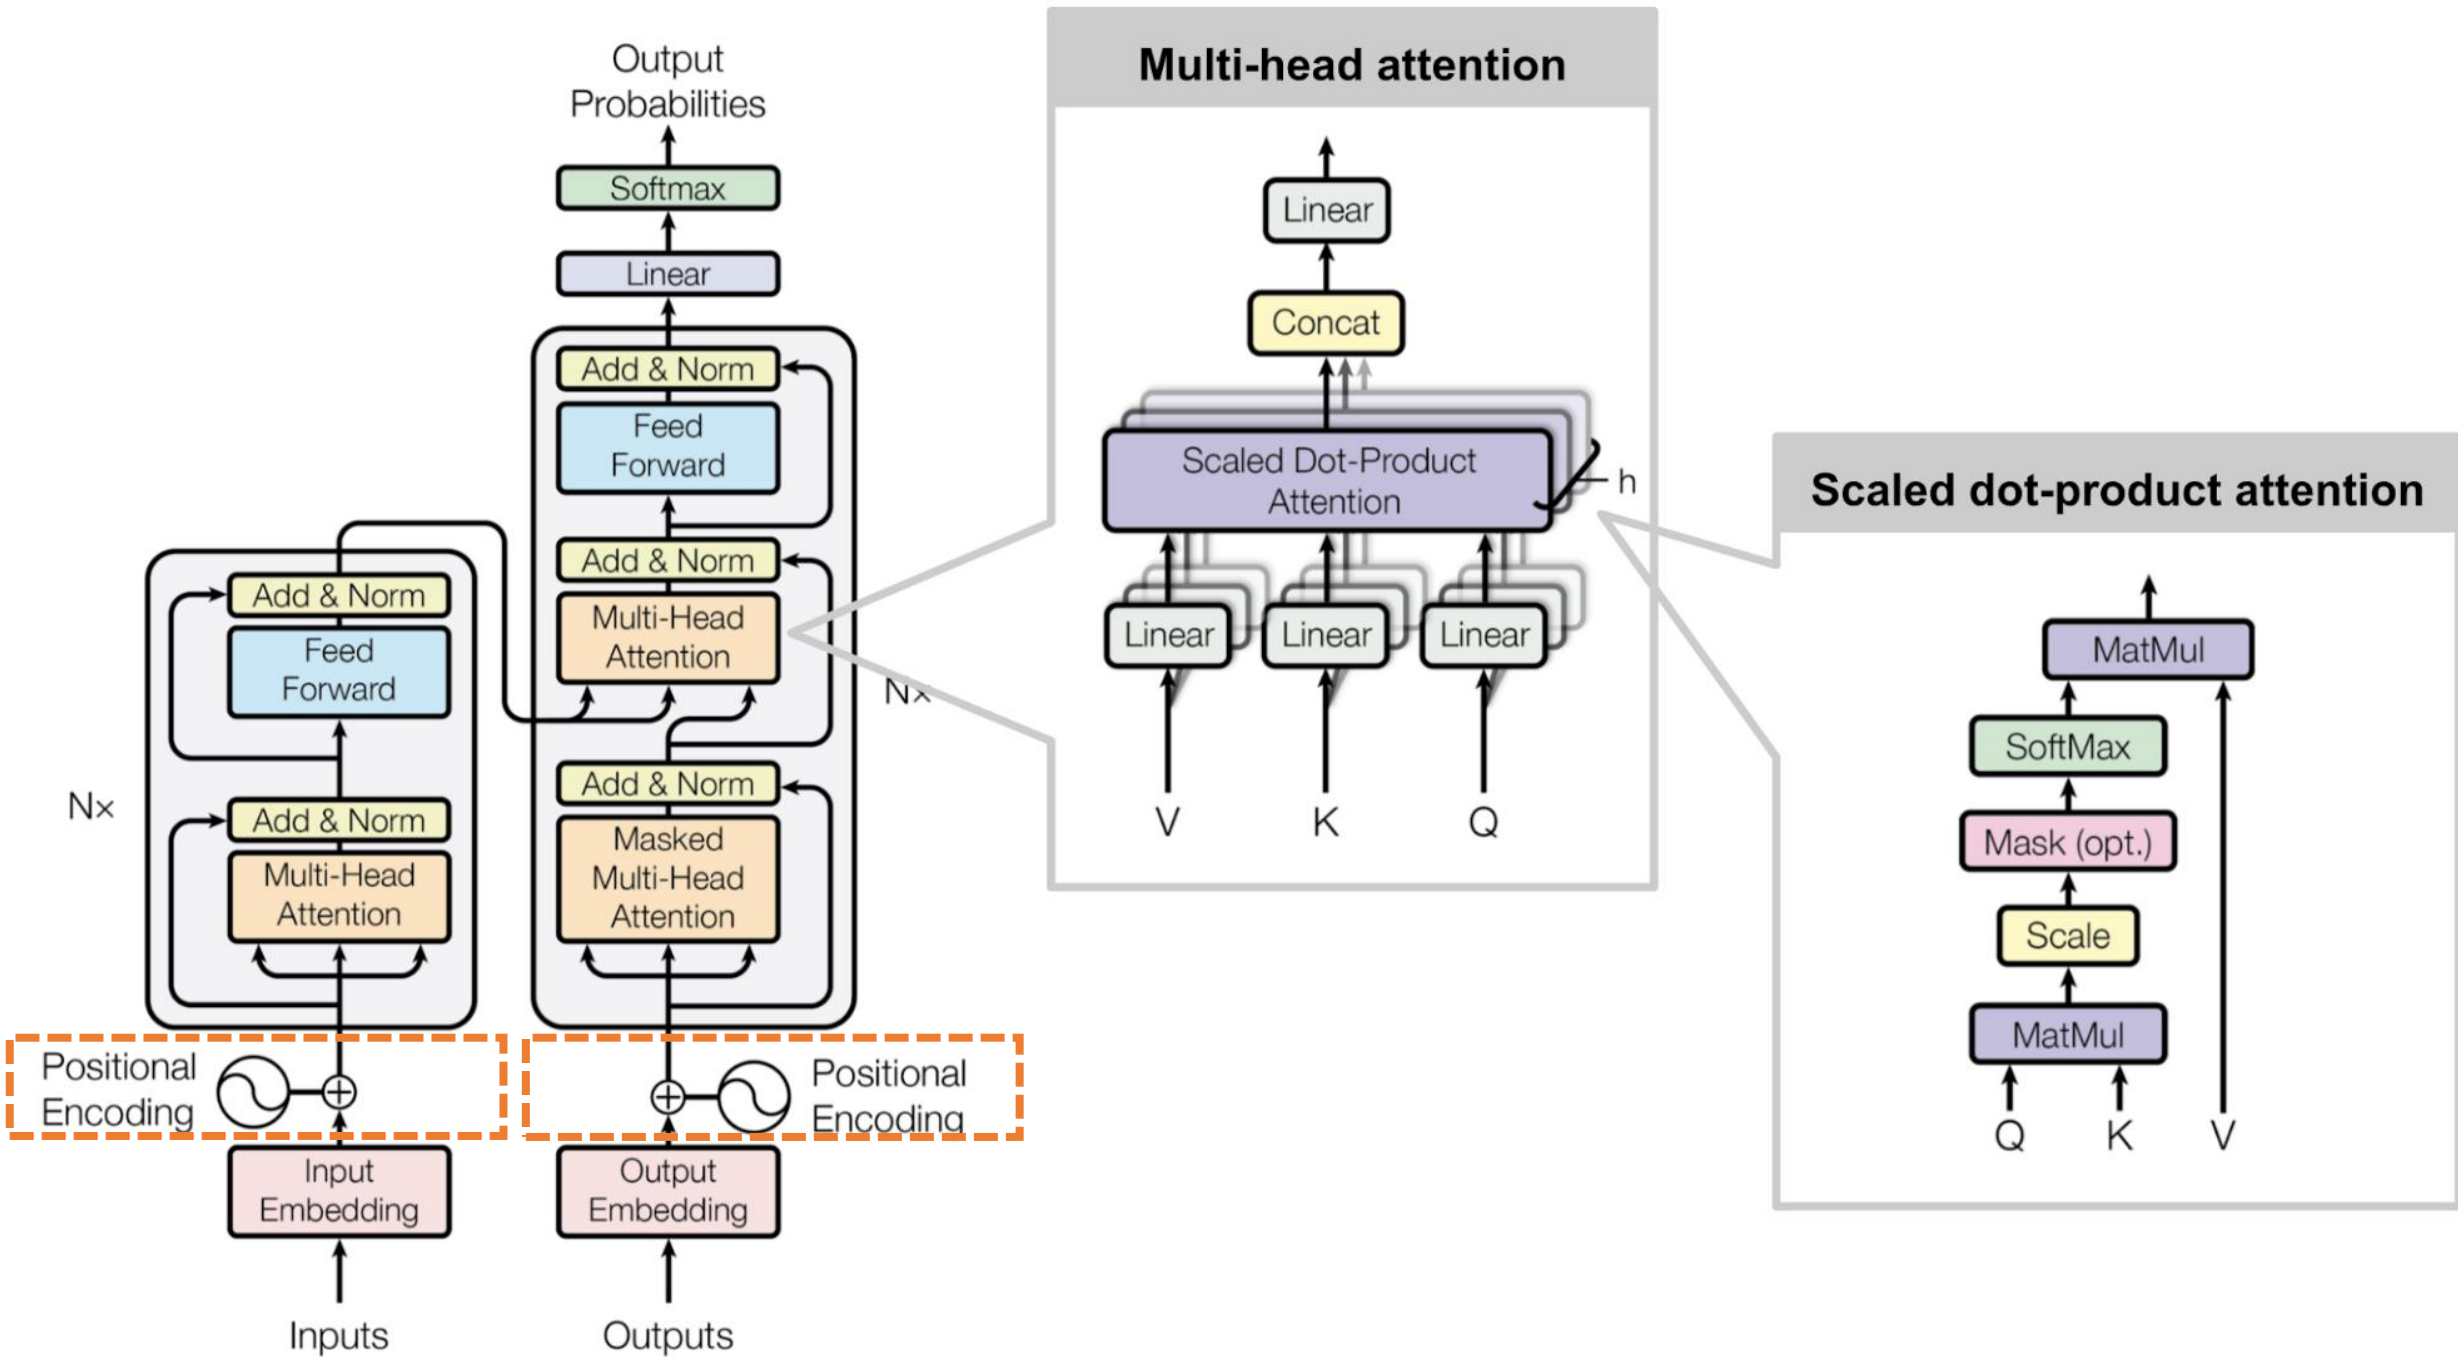 Output
Probabilities
Softmax
Linear
Add & Norm
Feed
Forward
Add & Norm
Multi-Head
Attention
Nx
Add & Norm
Masked
Multi-Head
Attention
Positional
Encoding
Output
Embedding
Outputs
Add & Norm
Feed
Forward
Nx
Add & Norm
Multi-Head
Attention
Positional
Encoding
Input
Embedding
Inputs
Multi-head attention
Linear
Concat
Scaled Dot-Product
Attention
h
Linear
Linear
Linear
V
K
Q
Scaled dot-product attention
MatMul
SoftMax
Mask (opt.)
Scale
MatMul
Q
K
V